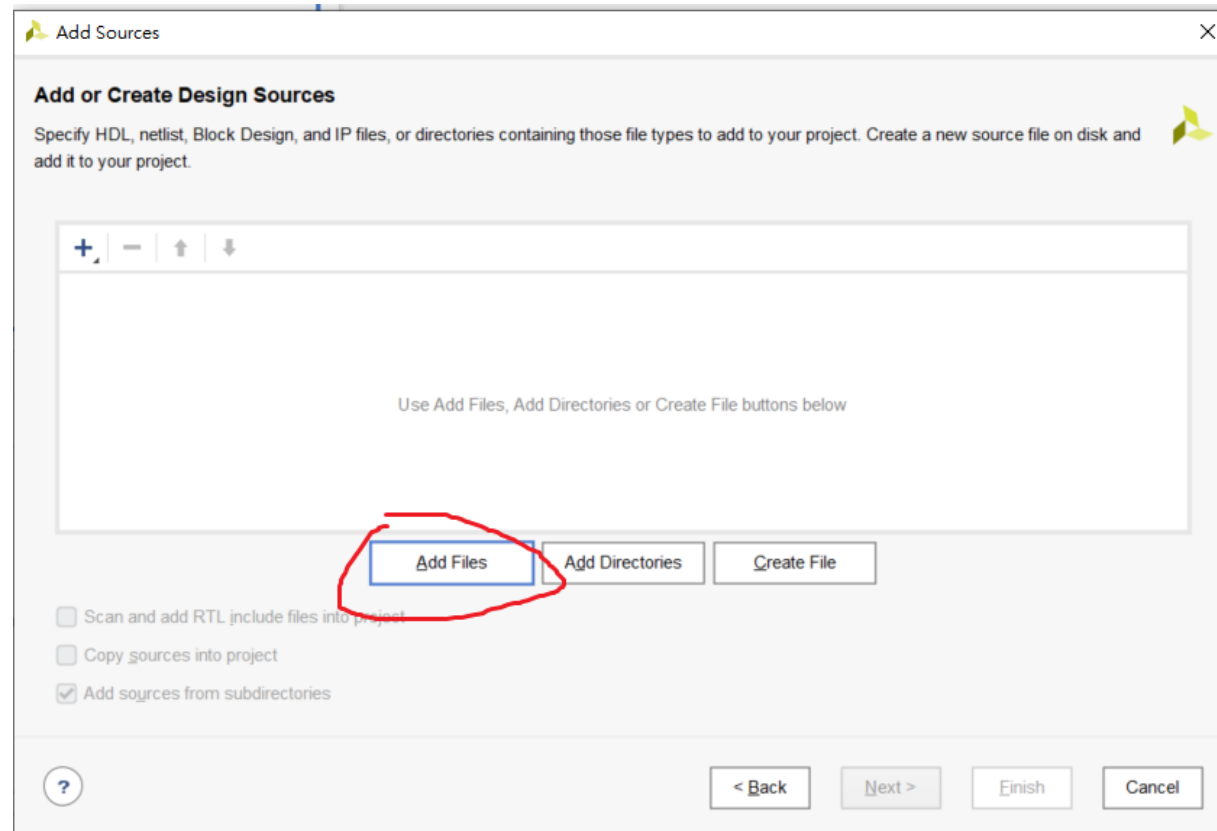 Add Sources
Add or Create Design Sources
Specify HDL, netlist, Block Design, and IP files, or directories containing those file types to add to your project. Create a new source file on disk and
add it to your project.
Use Add Files, Add Directories or Create File buttons below
Add Files
Add Directories
Create File
Scan and add RTL include files into project
Copy sources into project
Add sources from subdirectories
?
< Back
Next >
Finish
Cancel